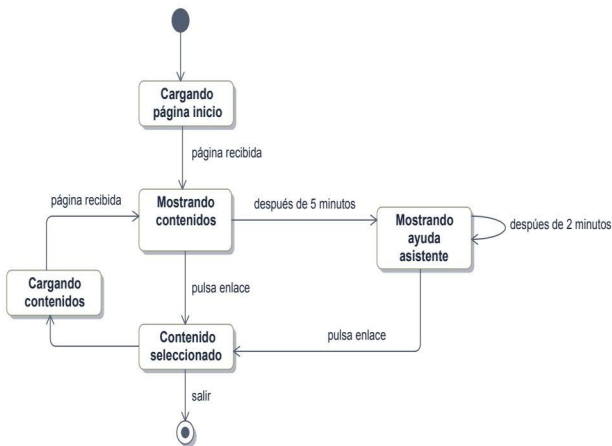 Cargando
página inicio
página recibida
página recibida
Mostrando
contenidos
después de 5 minutos
Mostrando
ayuda
asistente
despúes de 2 minutos
Cargando
contenidos
pulsa enlace
pulsa enlace
Contenido
seleccionado
salir